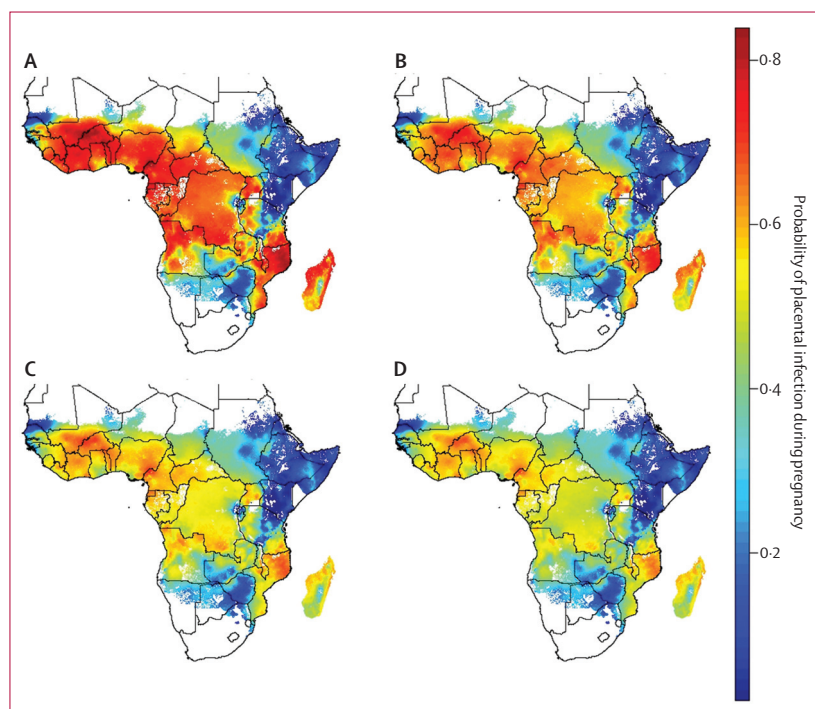 A
B
0·8
0·6
Probability of placental infection during pregnancy
C
D
0·4
0·2